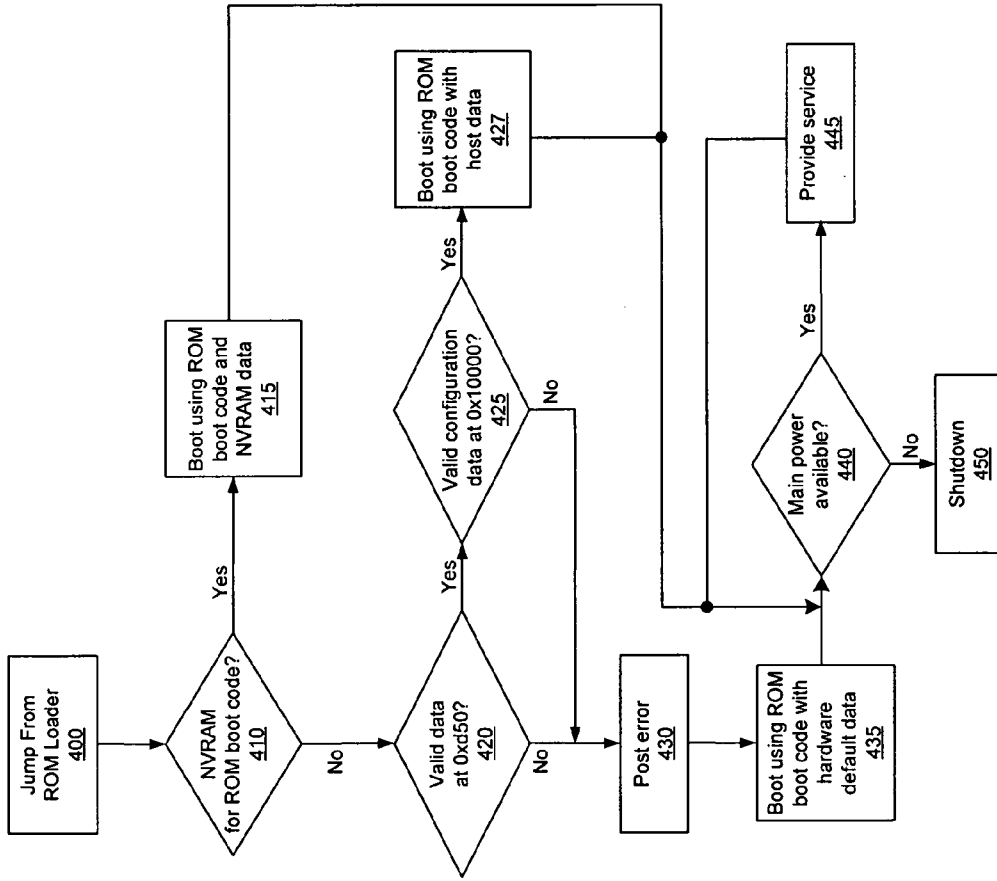 Jump From
ROM Loader
400
NVRAM
for ROM boot code?
410
Yes
No
Boot using ROM
boot code and
NVRAM data
415
Valid data
at 0xd50?
420
Yes
No
Valid configuration
data at 0x10000?
425
Yes
No
Boot using ROM
boot code with
host data
427
Post error
430
Boot using ROM
boot code with
hardware
default data
435
Main power
available?
440
Yes
No
Provide service
445
Shutdown
450